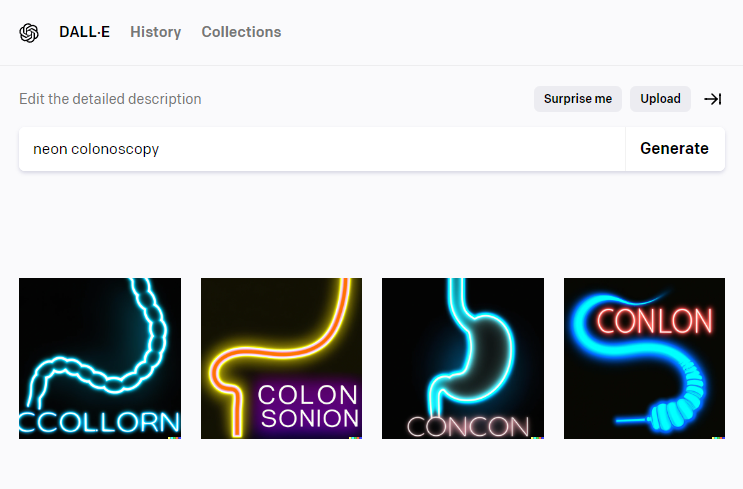 DALL·E History Collections
Edit the detailed description
Surprise me
Upload
neon colonoscopy
Generate
CCOLLORN
COLON
SONION
CONCON
CONLON